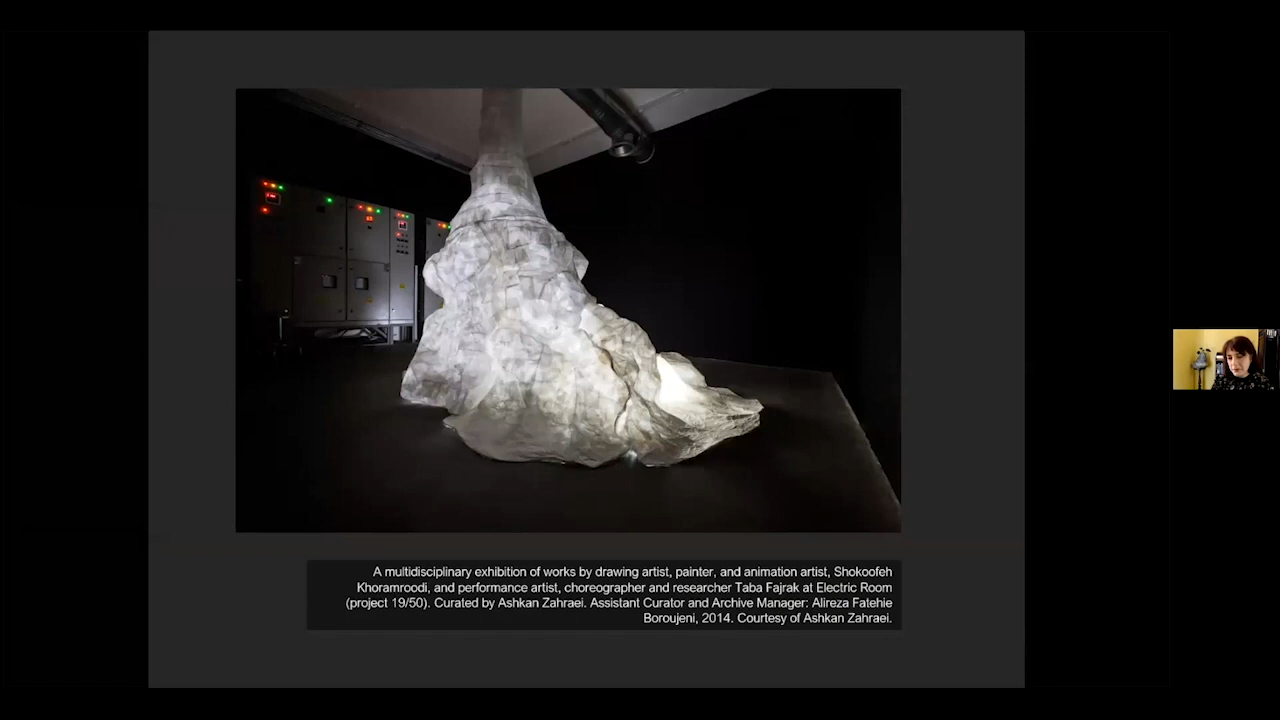 A multidisciplinary exhibition of works by drawing artist, painter, and animation artist, Shokoofeh
Khoramroodi, and performance artist, choreographer and researcher Taba Fajrak at Electric Room
(project 19/50). Curated by Ashkan Zahraei. Assistant Curator and Archive Manager: Alireza Fatehie
Boroujeni, 2014. Courtesy of Ashkan Zahraei.